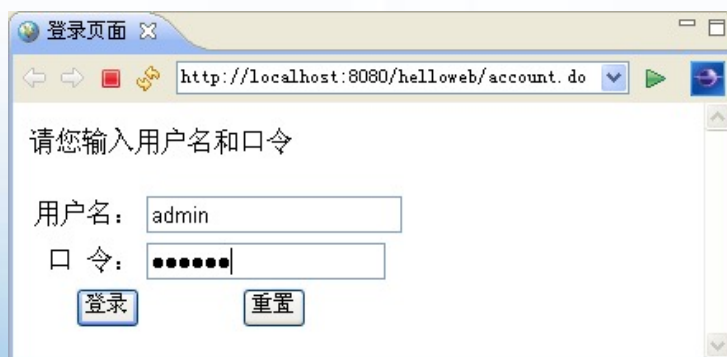 登录页面
http://localhost:8080/helloweb/account.do
请您输入用户名和口令
用户名： admin
口 令： ●●●●●●
登录 重置